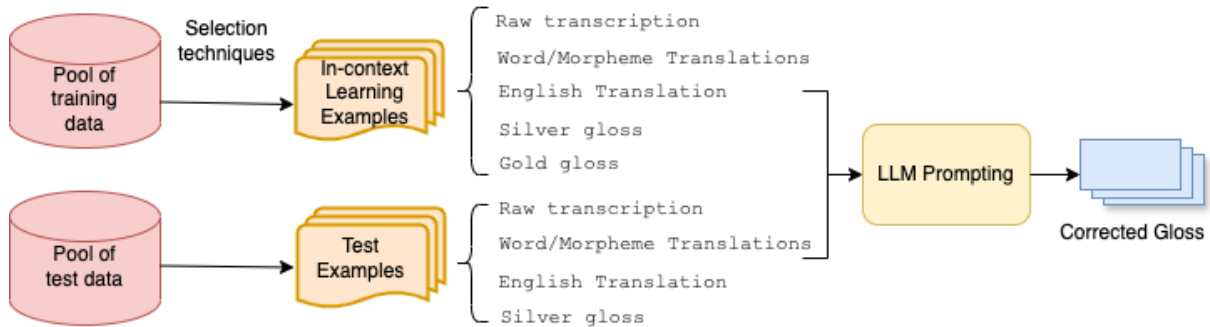 Pool of
training
data
Selection
techniques
In-context
Learning
Examples
Raw transcription
Word/Morpheme Translations
English Translation
Silver gloss
Gold gloss
Pool of
test data
Test
Examples
Raw transcription
Word/Morpheme Translations
English Translation
Silver gloss
LLM Prompting
Corrected Gloss